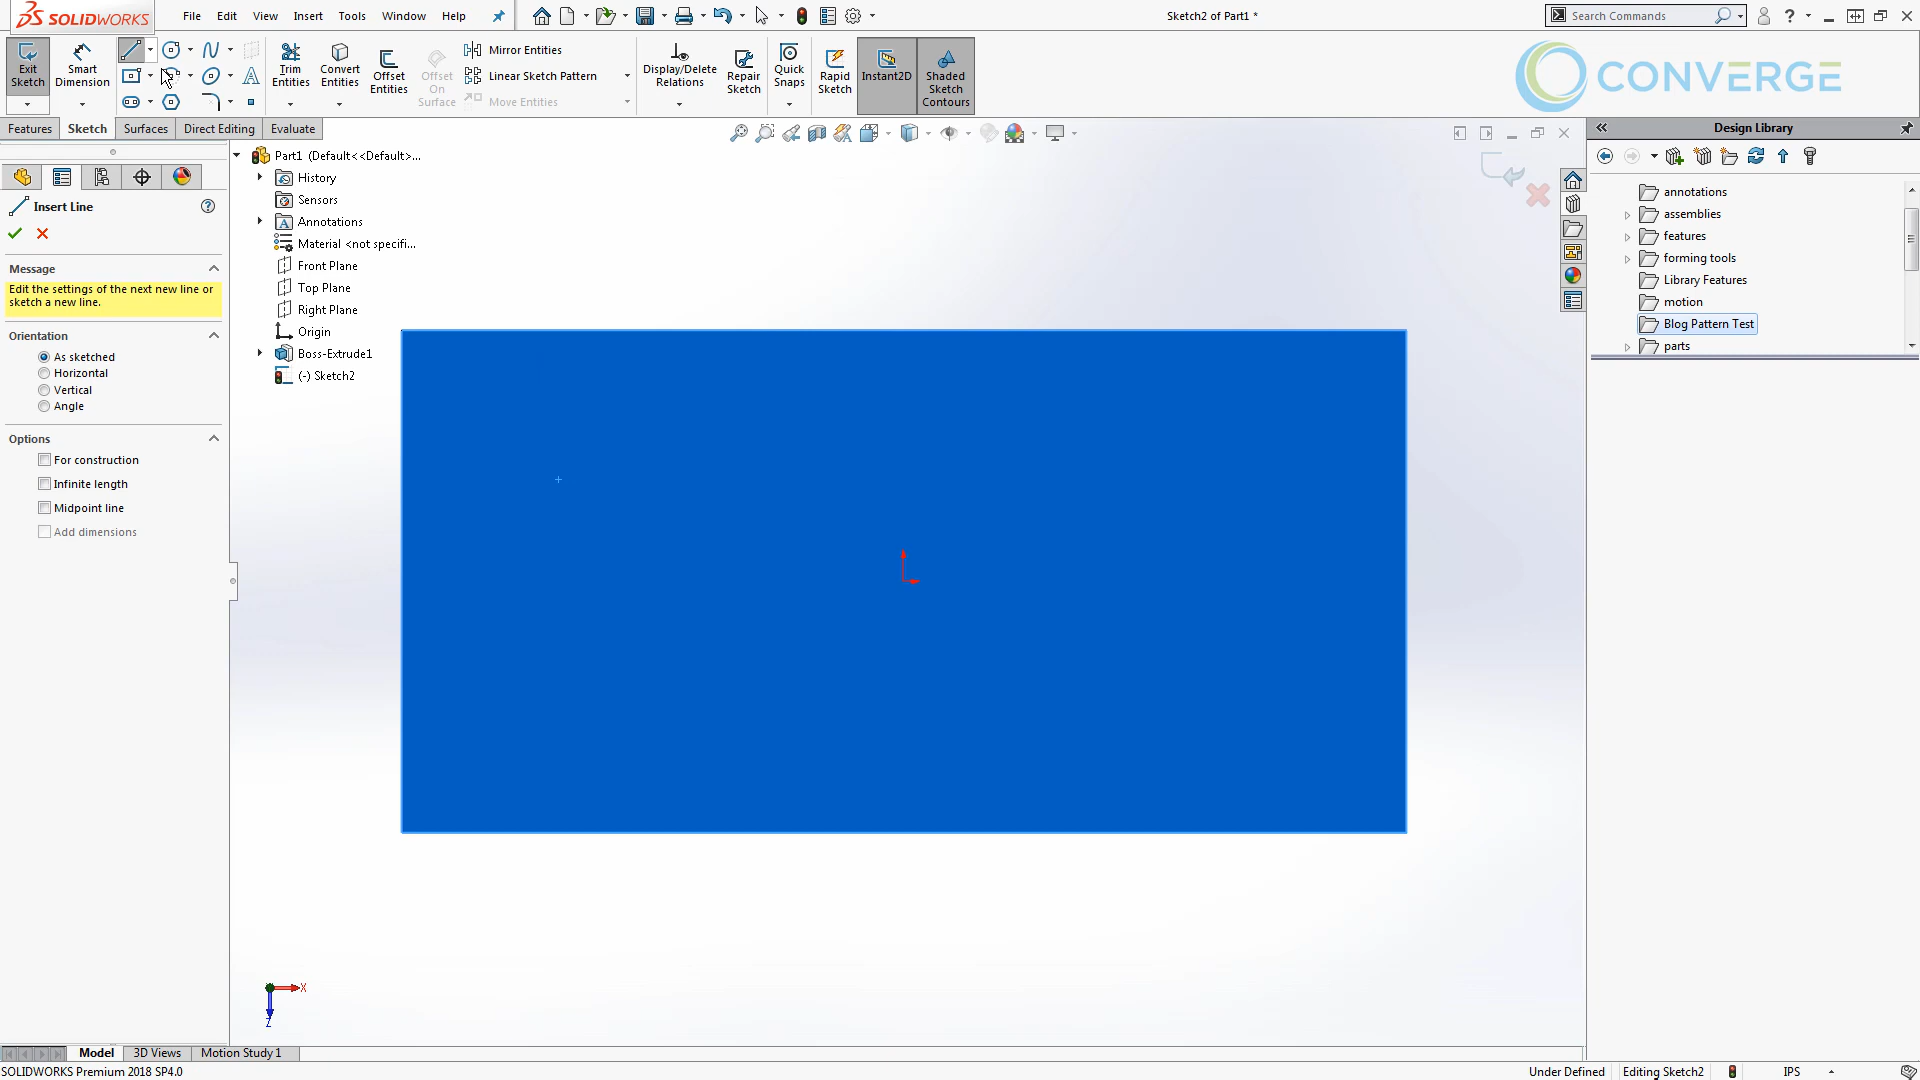 SOLIDWORKS
File Edit View Insert Tools Window Help
Sketch2 of Part1 *
Search Commands
?
Exit Sketch
Smart Dimension
Trim Entities
Convert Entities
Offset Entities
Offset On Surface
Mirror Entities
Linear Sketch Pattern
Move Entities
Display/Delete Relations
Repair Sketch
Quick Snaps
Rapid Sketch
Instant2D
Shaded Sketch Contours
CONVERGE
Features Sketch Surfaces Direct Editing Evaluate
Design Library
Part1 (Default<<Default>...
History
Sensors
Annotations
Material <not specifi...
Front Plane
Top Plane
Right Plane
Origin
Boss-Extrude1
(-) Sketch2
Insert Line
?
Message
Edit the settings of the next new line or
sketch a new line.
Orientation
As sketched
Horizontal
Vertical
Angle
Options
For construction
Infinite length
Midpoint line
Add dimensions
annotations
assemblies
features
forming tools
Library Features
motion
Blog Pattern Test
parts
X
Z
Model 3D Views Motion Study 1
SOLIDWORKS Premium 2018 SP4.0
Under Defined Editing Sketch2 IPS